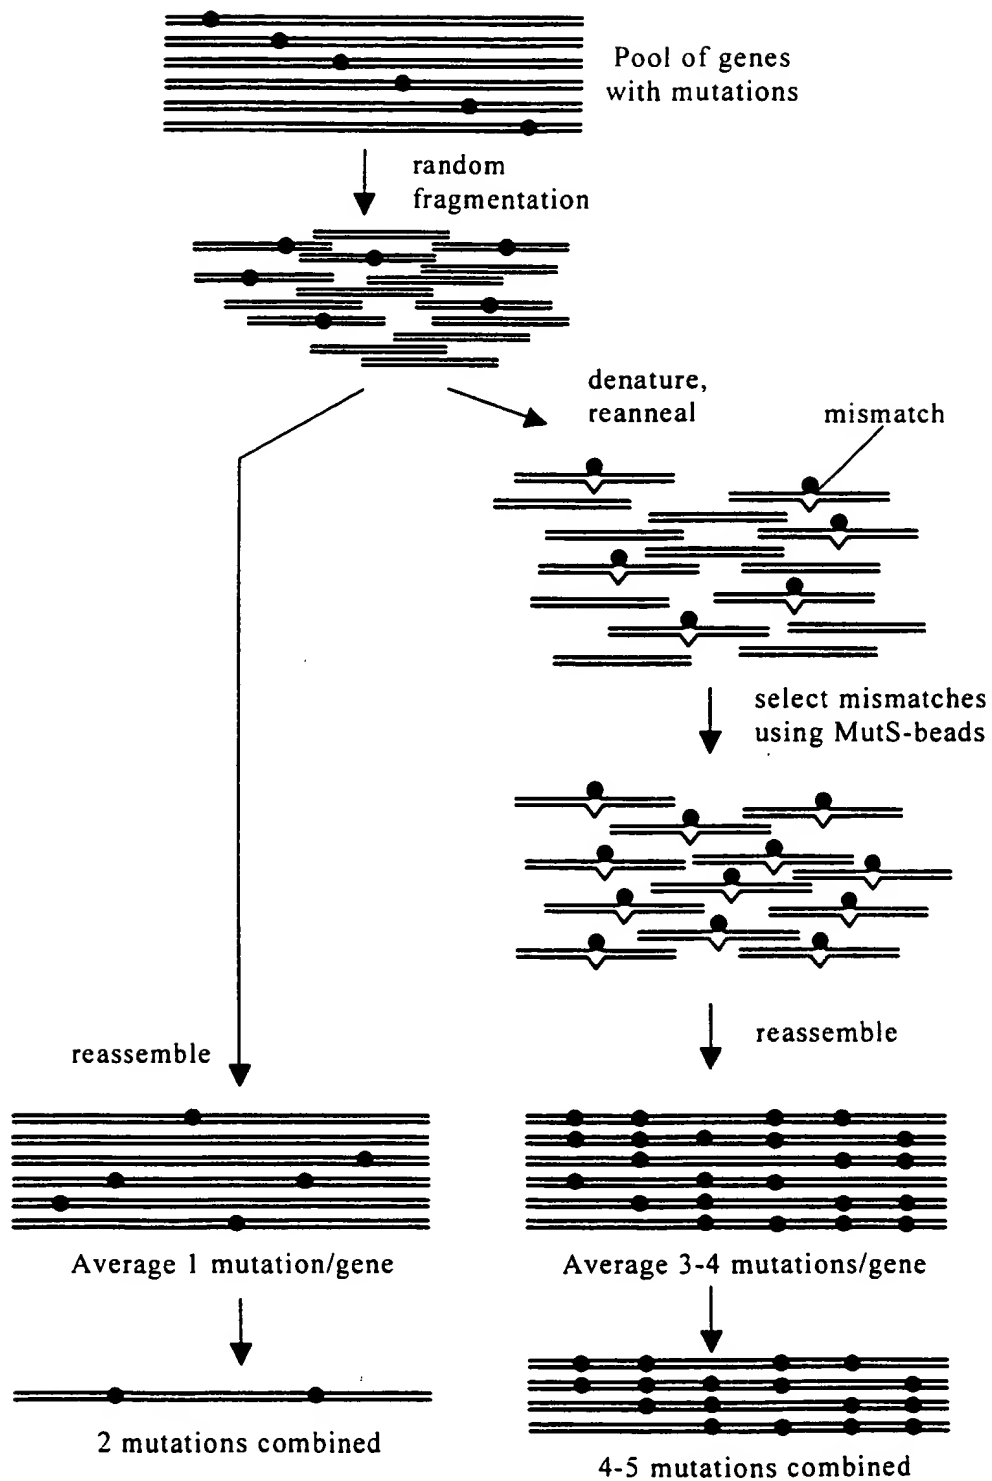 Pool of genes
with mutations
random
fragmentation
denature,
reanneal
mismatch
select mismatches
using MutS-beads
reassemble
reassemble
Average 1 mutation/gene
Average 3-4 mutations/gene
2 mutations combined
4-5 mutations combined